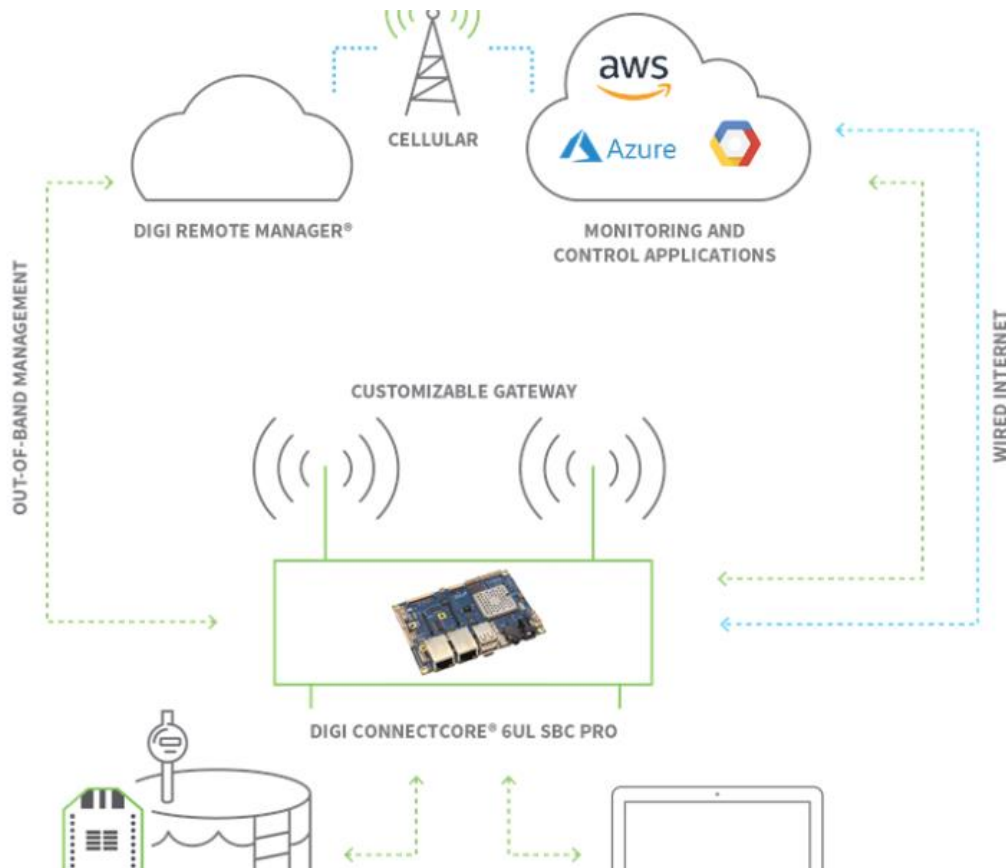 aws
CELLULAR
Azure
DIGI REMOTE MANAGER®
MONITORING AND
CONTROL APPLICATIONS
OUT-OF-BAND MANAGEMENT
WIRED INTERNET
CUSTOMIZABLE GATEWAY
DIGI CONNECTCORE® 6UL SBC PRO